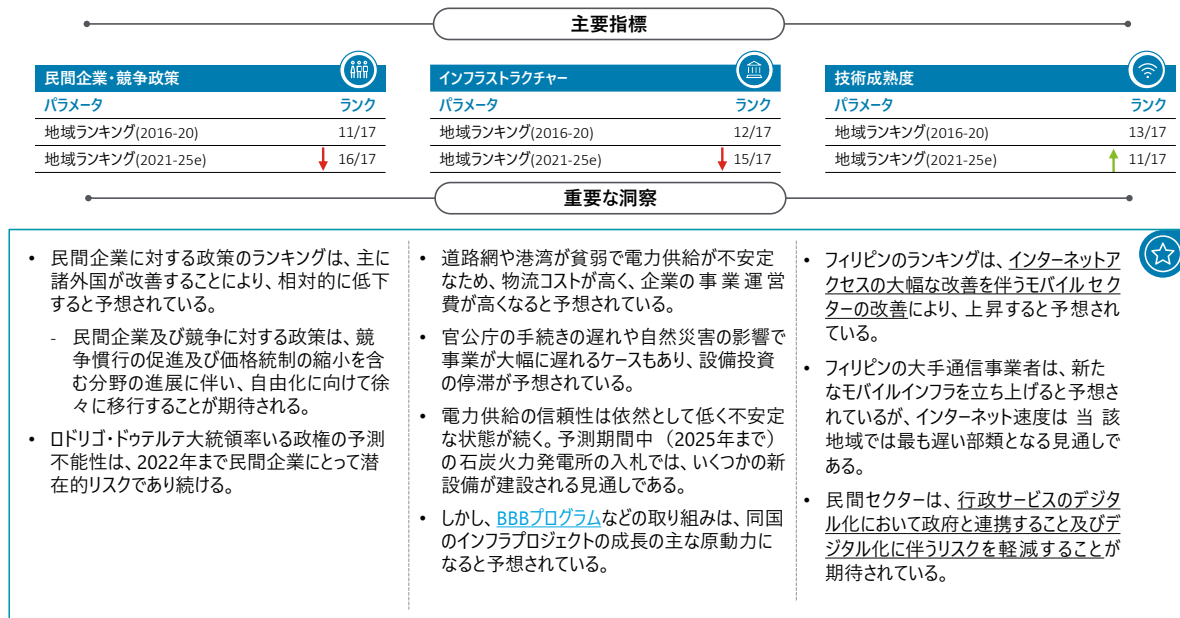 主要指標
民間企業・競争政策
パラメータ ランク
地域ランキング(2016-20) 11/17
地域ランキング(2021-25e) 16/17
インフラストラクチャー
パラメータ ランク
地域ランキング(2016-20) 12/17
地域ランキング(2021-25e) 15/17
技術成熟度
パラメータ ランク
地域ランキング(2016-20) 13/17
地域ランキング(2021-25e) 11/17
重要な洞察
• 民間企業に対する政策のランキングは、主に
諸外国が改善することにより、相対的に低下
すると予想されている。
- 民間企業及び競争に対する政策は、競
争慣行の促進及び価格統制の縮小を含
む分野の進展に伴い、自由化に向けて徐
々に移行することが期待される。
• ロドリゴ・ドゥテルテ大統領率いる政権の予測
不能性は、2022年まで民間企業にとって潜
在的リスクであり続ける。
• 道路網や港湾が貧弱で電力供給が不安定
なため、物流コストが高く、企業の事業運営
費が高くなると予想されている。
• 官公庁の手続きの遅れや自然災害の影響で
事業が大幅に遅れるケースもあり、設備投資
の停滞が予想されている。
• 電力供給の信頼性は依然として低く不安定
な状態が続く。予測期間中（2025年まで）
の石炭火力発電所の入札では、いくつかの新
設備が建設される見通しである。
• しかし、BBBプログラムなどの取り組みは、同国
のインフラプロジェクトの成長の主な原動力に
なると予想されている。
• フィリピンのランキングは、インターネットア
クセスの大幅な改善を伴うモバイルセク
ターの改善により、上昇すると予想され
ている。
• フィリピンの大手通信事業者は、新た
なモバイルインフラを立ち上げると予想さ
れているが、インターネット速度は当該
地域では最も遅い部類となる見通しで
ある。
• 民間セクターは、行政サービスのデジタ
ル化において政府と連携すること及びデ
ジタル化に伴うリスクを軽減することが
期待されている。